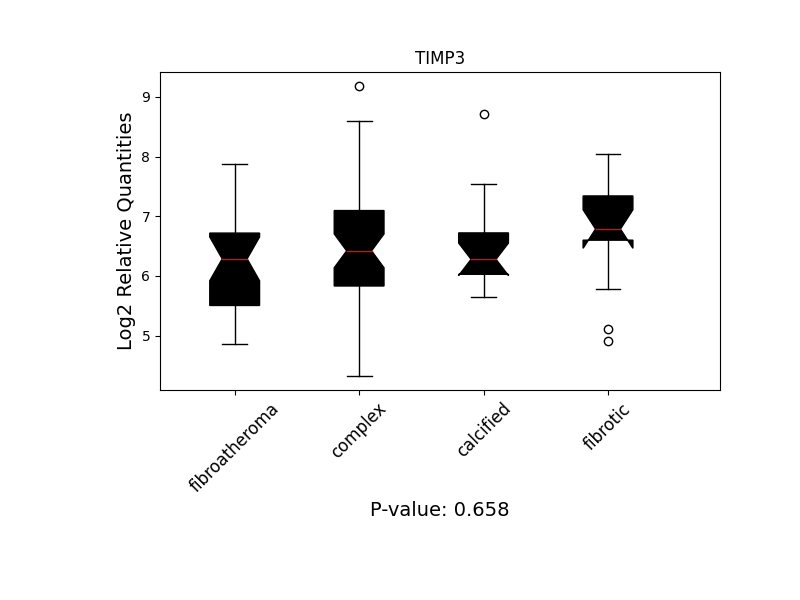 TIMP3
Log2 Relative Quantities
9
8
7
6
5
fibroatheroma
complex
calcified
fibrotic
P-value: 0.658